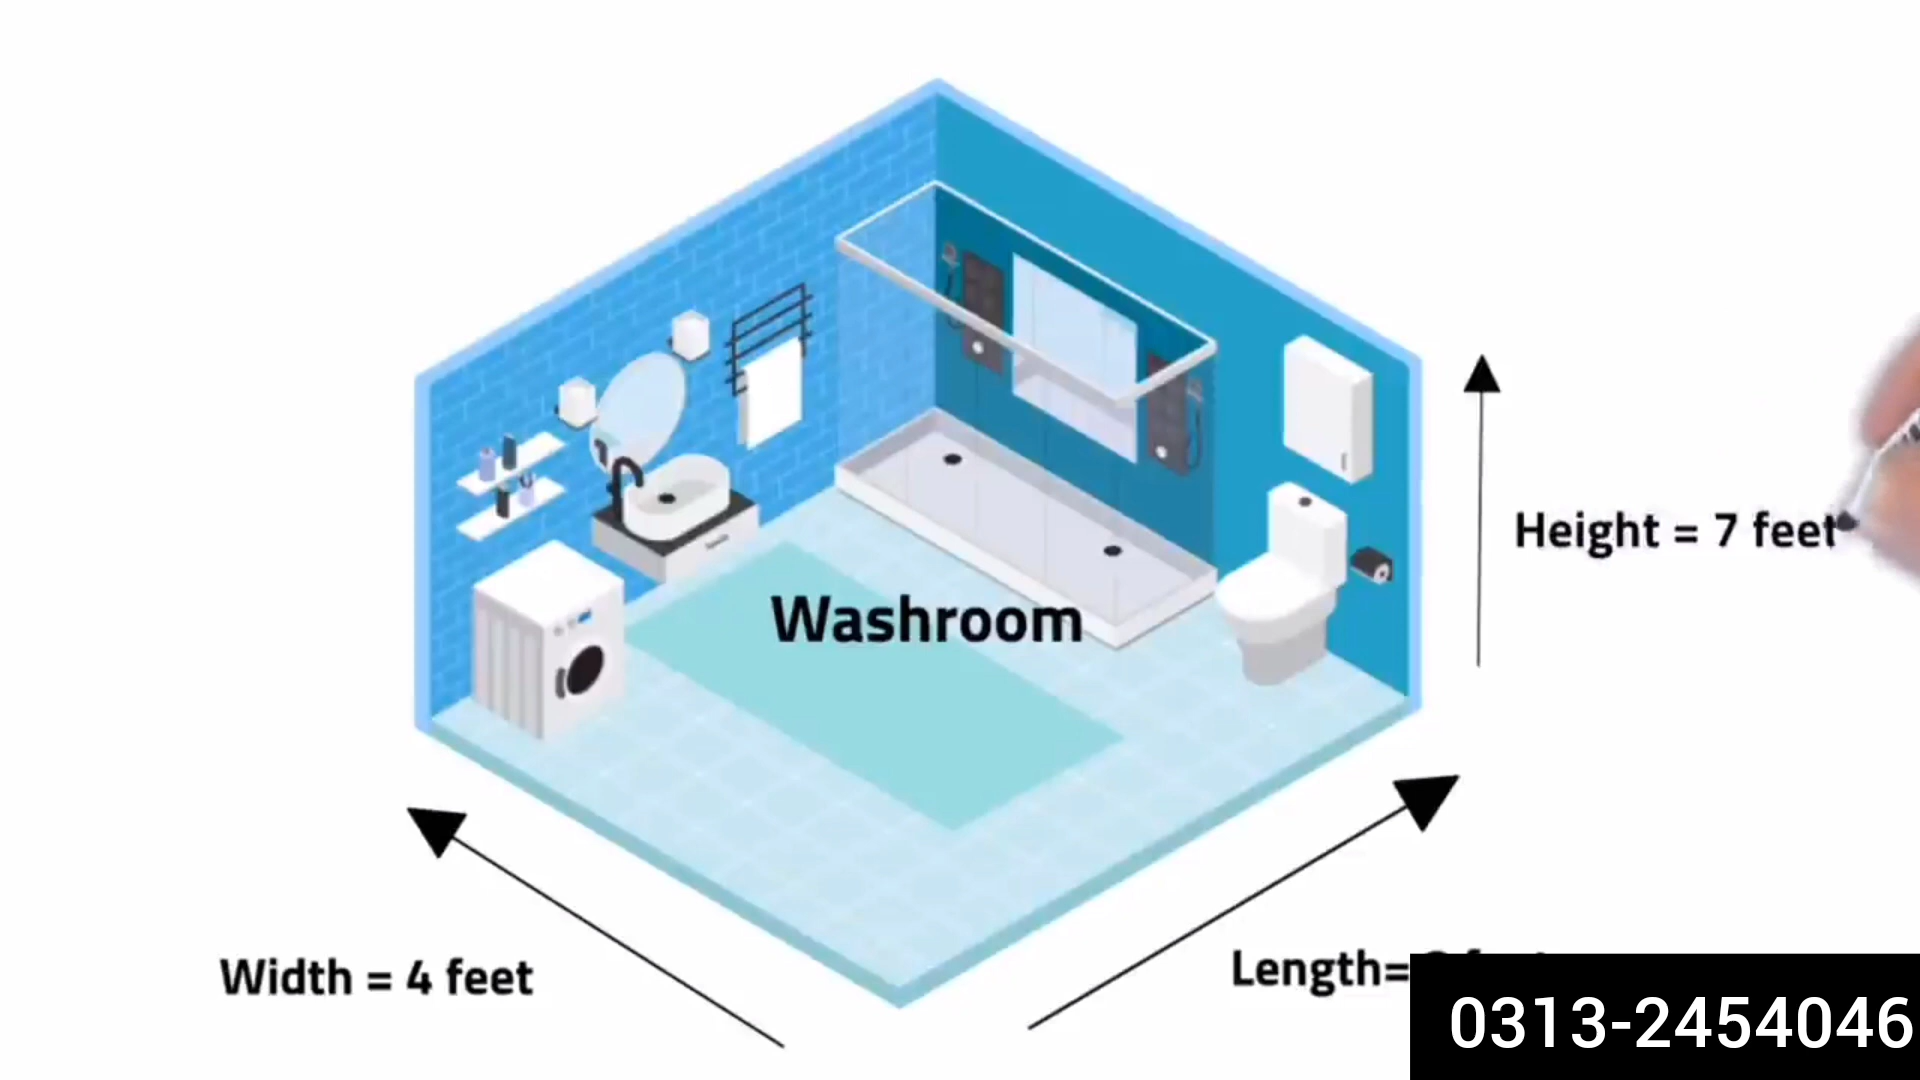 Washroom
Height = 7 feet
Width = 4 feet
Length=
0313-2454046